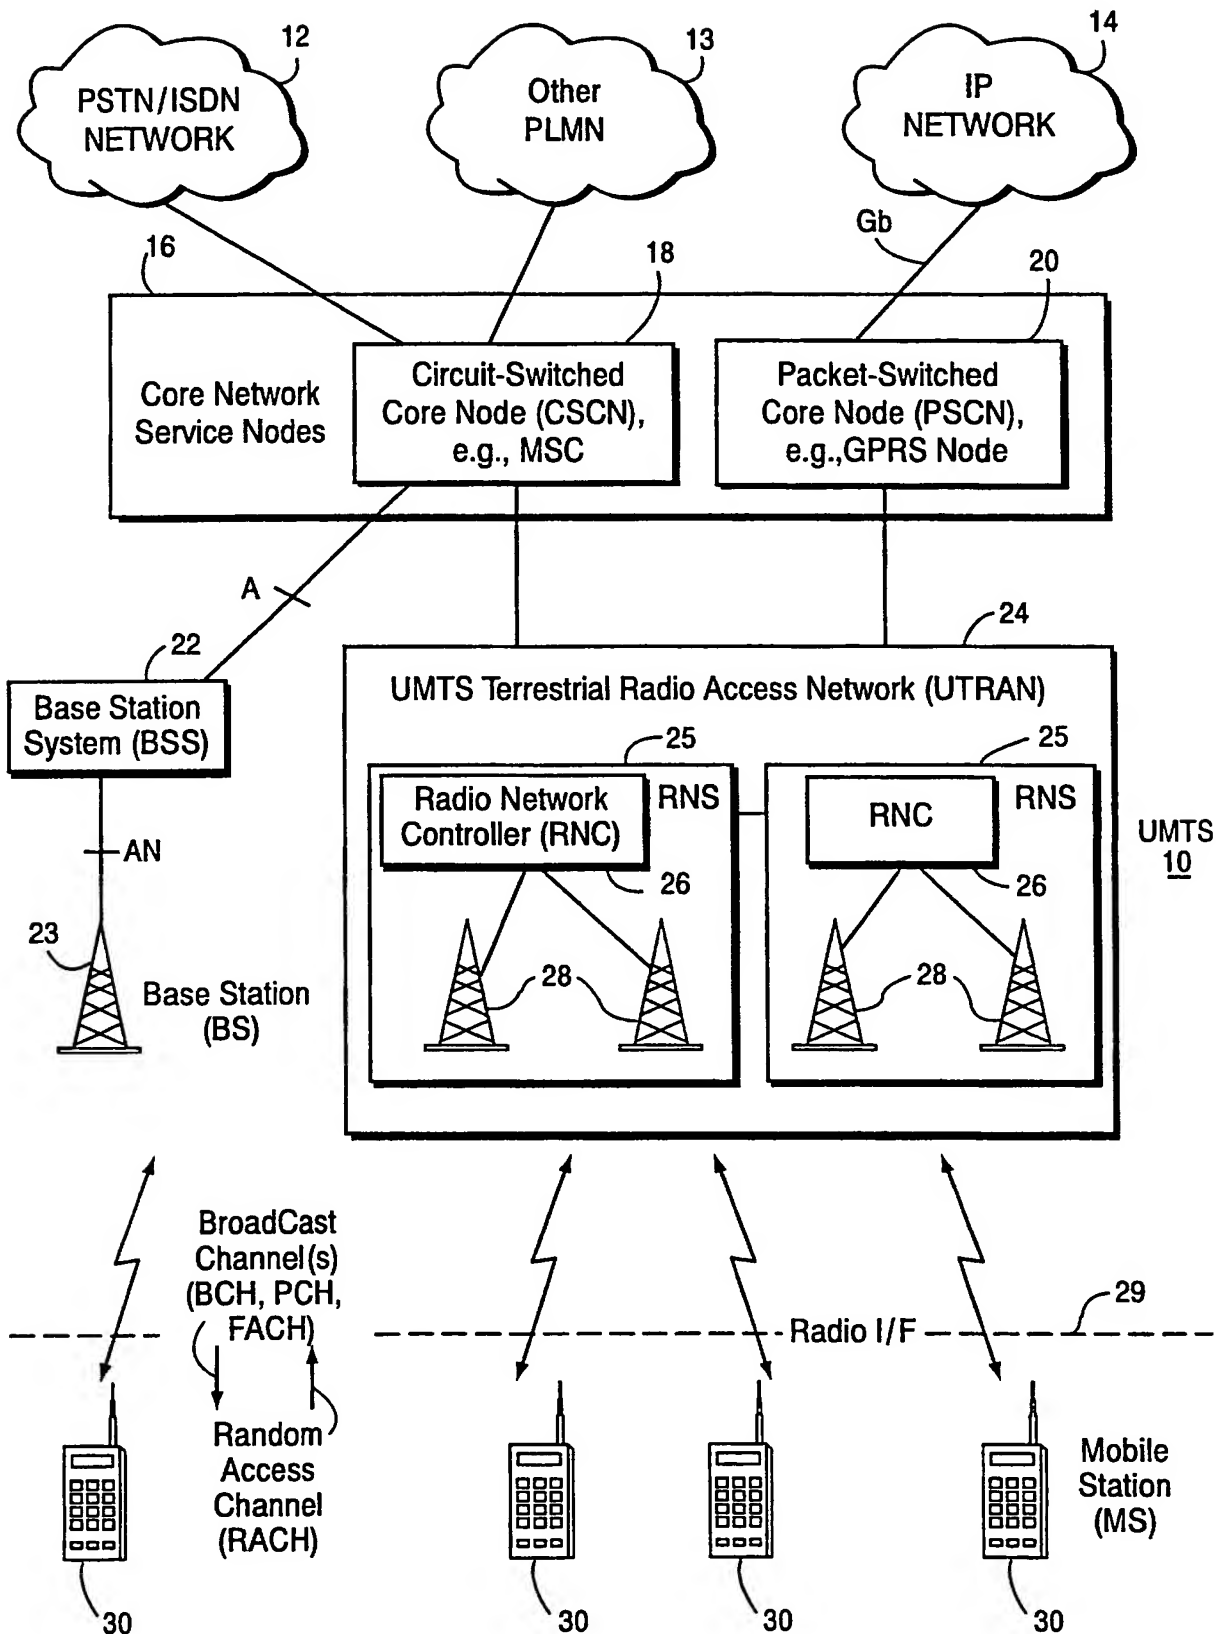 12
PSTN/ISDN
NETWORK
13
Other
PLMN
14
IP
NETWORK
Gb
16
18
20
Core Network
Service Nodes
Circuit-Switched
Core Node (CSCN),
e.g., MSC
Packet-Switched
Core Node (PSCN),
e.g.,GPRS Node
A
22
24
Base Station
System (BSS)
UMTS Terrestrial Radio Access Network (UTRAN)
25
25
Radio Network
Controller (RNC)
RNS
RNC
RNS
UMTS
10
AN
26
26
23
28
28
Base Station
(BS)
BroadCast
Channel(s)
(BCH, PCH,
FACH)
29
Radio I/F
Random
Access
Channel
(RACH)
Mobile
Station
(MS)
30
30
30
30